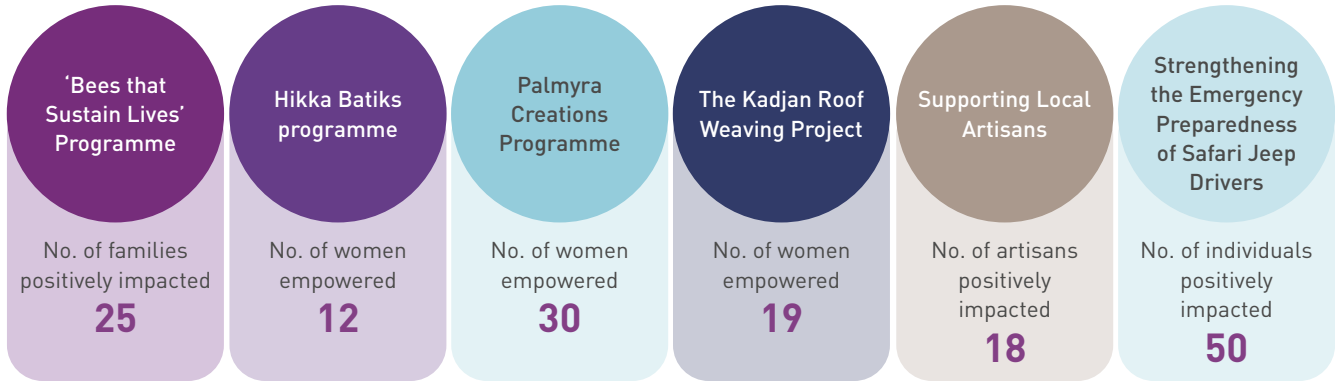 ‘Bees that
Sustain Lives’
Programme
No. of families
positively impacted
25
Hikka Batiks
programme
No. of women
empowered
12
Palmyra
Creations
Programme
No. of women
empowered
30
The Kadjan Roof
Weaving Project
No. of women
empowered
19
Supporting Local
Artisans
No. of artisans
positively
impacted
18
Strengthening
the Emergency
Preparedness
of Safari Jeep
Drivers
No. of individuals
positively
impacted
50